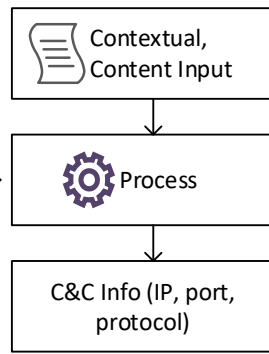 Contextual,
Content Input
Process
C&C Info (IP, port,
protocol)